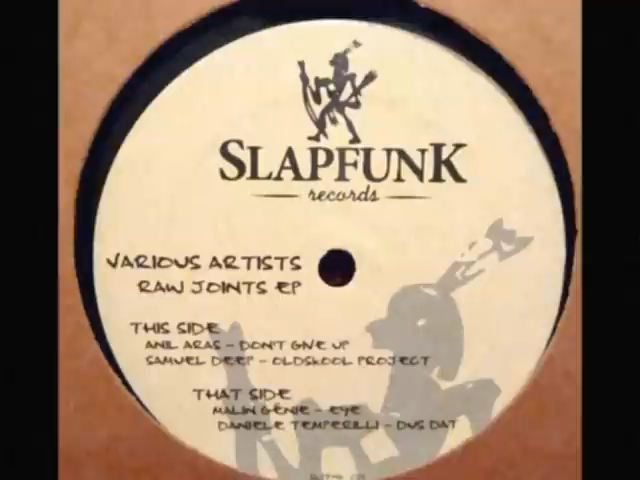 SLAPFUNK
records
VARIOUS ARTISTS
RAW JOINTS EP
THIS SIDE
ANIL ARAS - DON'T GIVE UP
SAMUEL DEEP - OLDSKOOL PROJECT
THAT SIDE
MALIN GÉNIE - EYE
DANIELE TEMPERILLI - DUS DAT